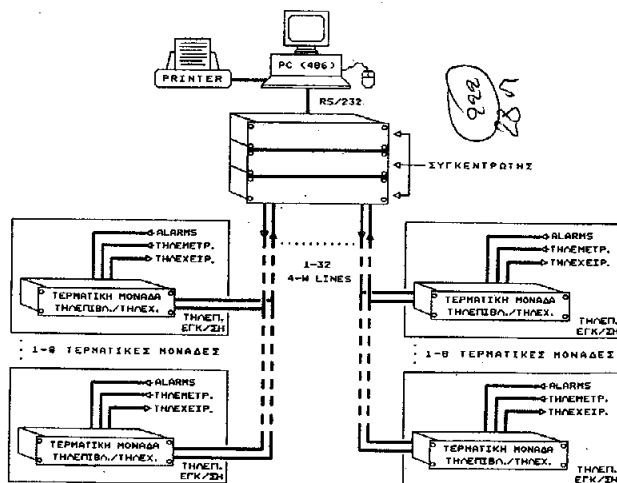 PRINTER
PC (486)
RS/232
222
ΣΥΓΚΕΝΤΡΩΤΗΣ
1-32
4-W LINES
ALARMS
ΤΗΛΕΜΕΤΡ.
ΤΗΛΕΧΕΙΡ.
ΤΕΡΜΑΤΙΚΗ ΜΟΝΑΔΑ
ΤΗΛΕΠΙΒΛ./ΤΗΛΕΧ.
ΤΗΛΕΠ.
ΕΓΚ/ΣΗ
ALARMS
ΤΗΛΕΜΕΤΡ.
ΤΗΛΕΧΕΙΡ.
ΤΕΡΜΑΤΙΚΗ ΜΟΝΑΔΑ
ΤΗΛΕΠΙΒΛ./ΤΗΛΕΧ.
ΤΗΛΕΠ.
ΕΓΚ/ΣΗ
1-8 ΤΕΡΜΑΤΙΚΕΣ ΜΟΝΑΔΕΣ
1-8 ΤΕΡΜΑΤΙΚΕΣ ΜΟΝΑΔΕΣ
ALARMS
ΤΗΛΕΜΕΤΡ.
ΤΗΛΕΧΕΙΡ.
ΤΕΡΜΑΤΙΚΗ ΜΟΝΑΔΑ
ΤΗΛΕΠΙΒΛ./ΤΗΛΕΧ.
ΤΗΛΕΠ.
ΕΓΚ/ΣΗ
ALARMS
ΤΗΛΕΜΕΤΡ.
ΤΗΛΕΧΕΙΡ.
ΤΕΡΜΑΤΙΚΗ ΜΟΝΑΔΑ
ΤΗΛΕΠΙΒΛ./ΤΗΛΕΧ.
ΤΗΛΕΠ.
ΕΓΚ/ΣΗ